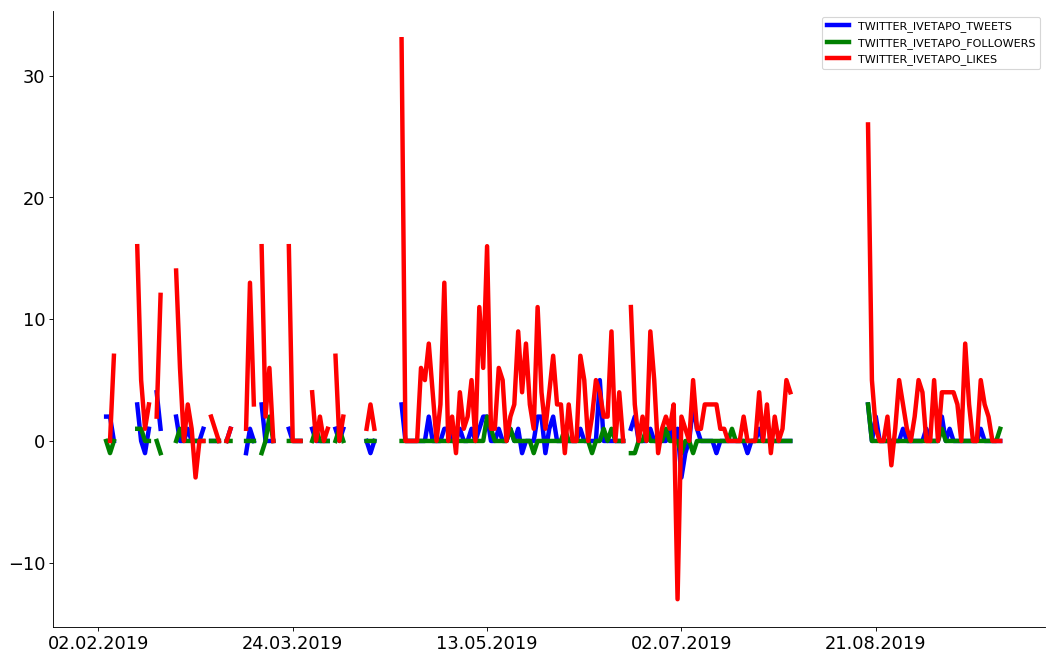 TWITTER_IVETAPO_TWEETS
TWITTER_IVETAPO_FOLLOWERS
TWITTER_IVETAPO_LIKES
30
20
10
0
−10
02.02.2019 24.03.2019 13.05.2019 02.07.2019 21.08.2019